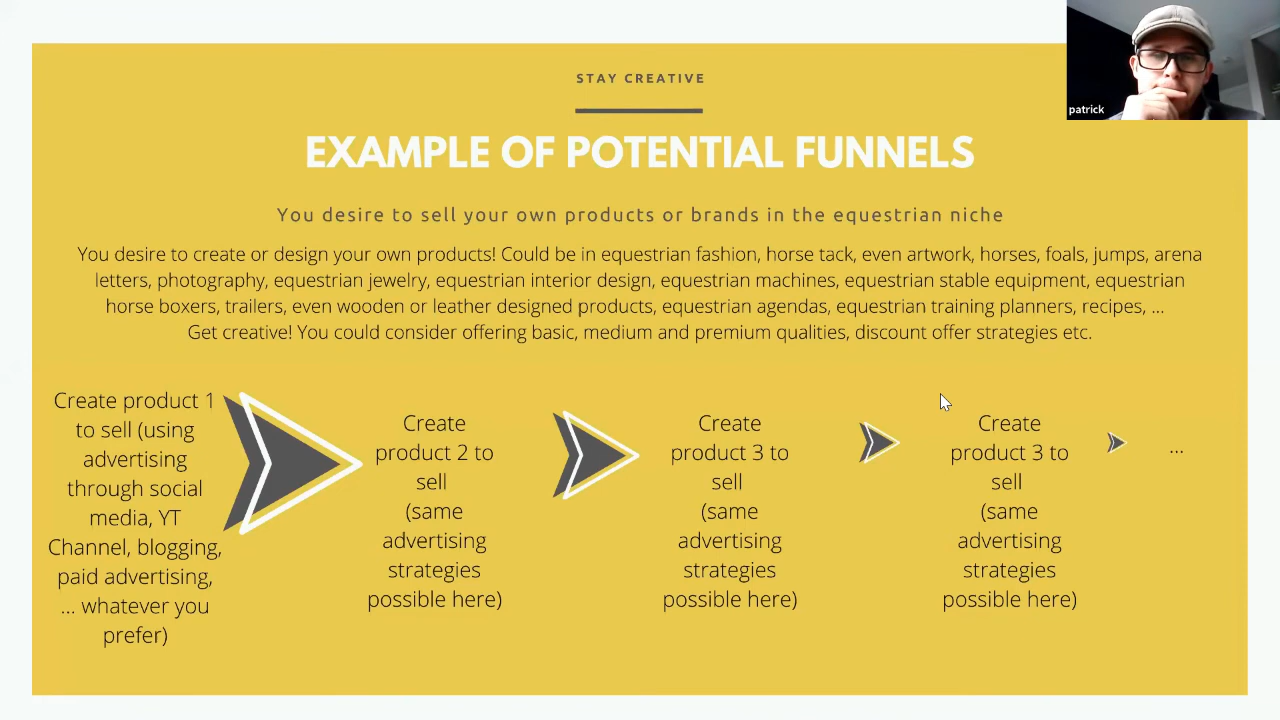 STAY CREATIVE
patrick
EXAMPLE OF POTENTIAL FUNNELS
You desire to sell your own products or brands in the equestrian niche
You desire to create or design your own products! Could be in equestrian fashion, horse tack, even artwork, horses, foals, jumps, arena
letters, photography, equestrian jewelry, equestrian interior design, equestrian machines, equestrian stable equipment, equestrian
horse boxers, trailers, even wooden or leather designed products, equestrian agendas, equestrian training planners, recipes, ...
Get creative! You could consider offering basic, medium and premium qualities, discount offer strategies etc.
Create product 1
to sell (using
advertising
through social
media, YT
Channel, blogging,
paid advertising,
... whatever you
prefer)
Create
product 2 to
sell
(same
advertising
strategies
possible here)
Create
product 3 to
sell
(same
advertising
strategies
possible here)
Create
product 3 to
sell
(same
advertising
strategies
possible here)
...